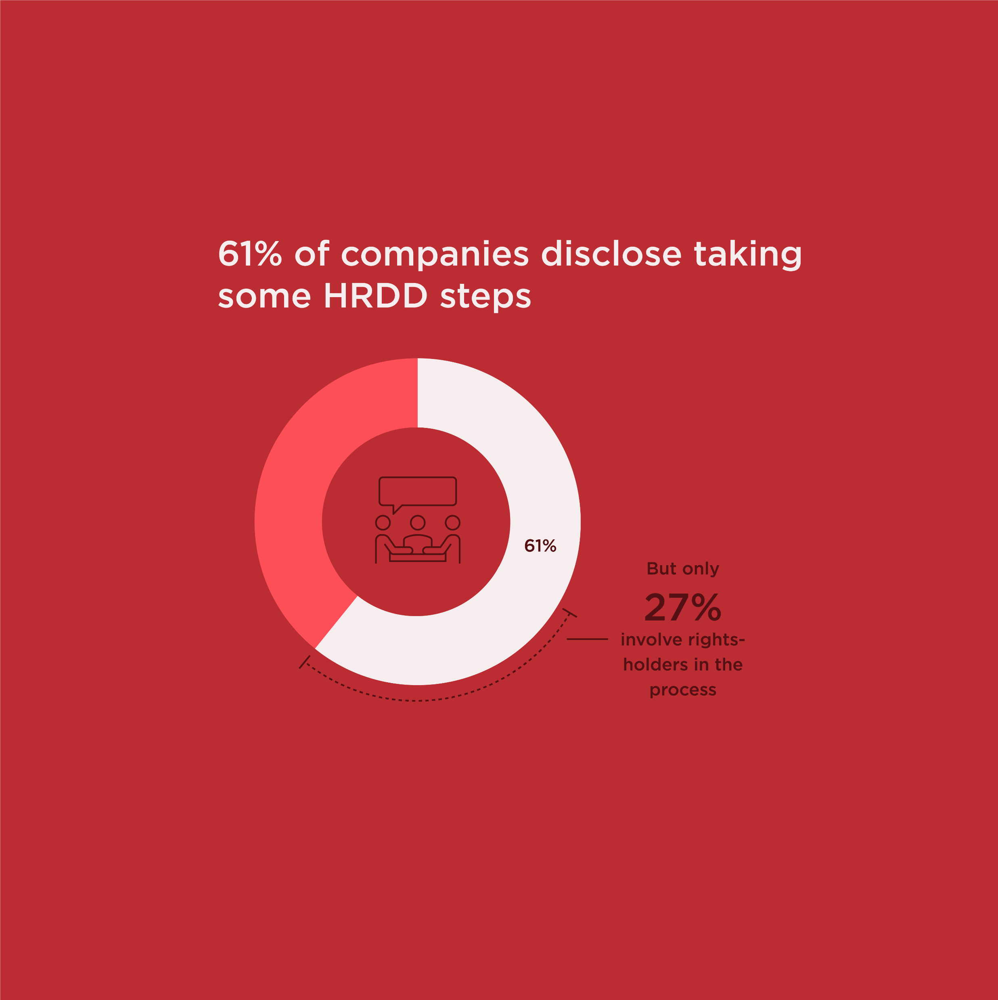 61% of companies disclose taking
some HRDD steps
61%
But only
27%
involve rights-
holders in the
process